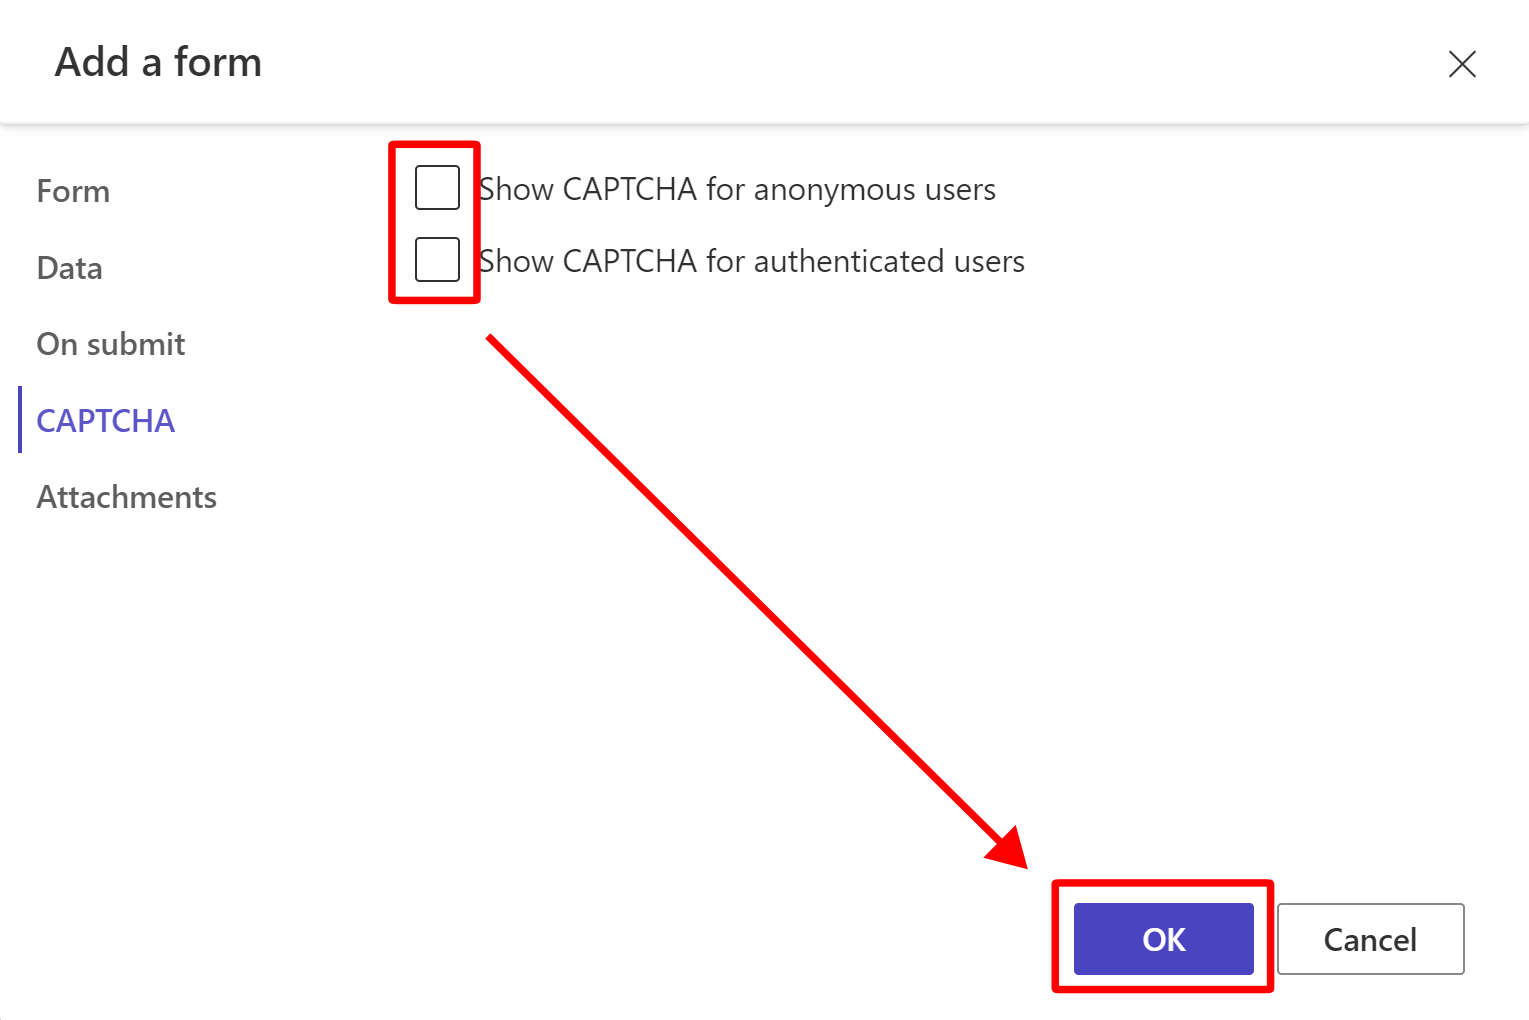 Add a form
Form
Show CAPTCHA for anonymous users
Data
Show CAPTCHA for authenticated users
On submit
CAPTCHA
Attachments
OK
Cancel